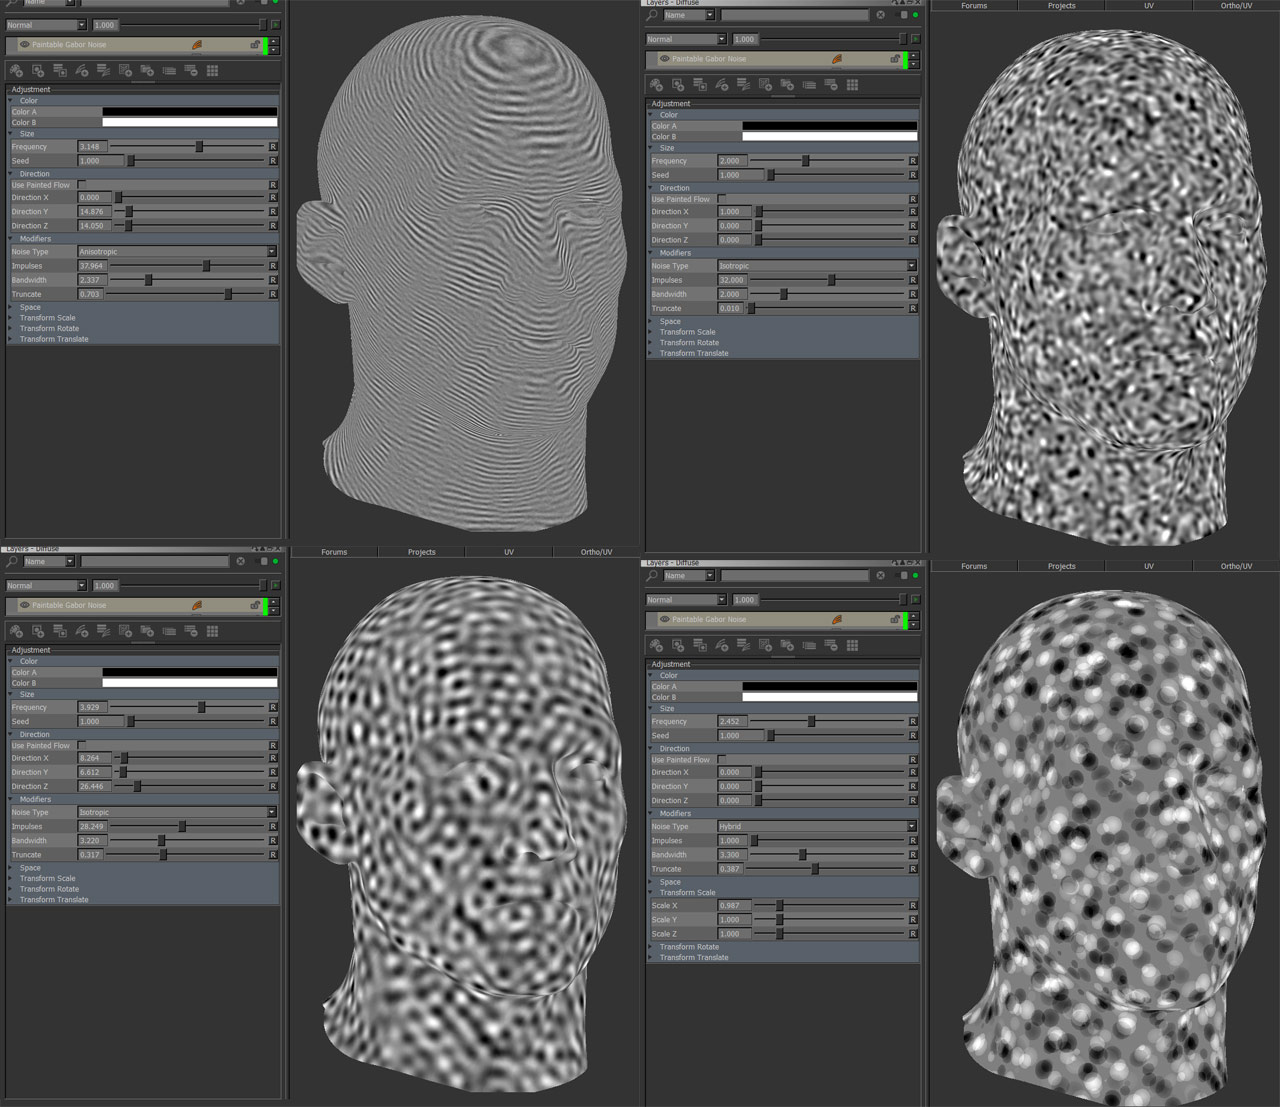 Name
Normal 1.000
Paintable Gabor Noise
Adjustment
Color
Color A
Color B
Size
Frequency 3.148 R
Seed 1.000 R
Direction
Use Painted Flow R
Direction X 0.000 R
Direction Y 14.876 R
Direction Z 14.050 R
Modifiers
Noise Type Anisotropic
Impulses 37.964 R
Bandwidth 2.337 R
Truncate 0.703 R
Space
Transform Scale
Transform Rotate
Transform Translate
Layers - Diffuse
Name
Forums Projects UV Ortho/UV
Normal 1.000
Paintable Gabor Noise
Adjustment
Color
Color A
Color B
Size
Frequency 2.000 R
Seed 1.000 R
Direction
Use Painted Flow R
Direction X 1.000 R
Direction Y 0.000 R
Direction Z 0.000 R
Modifiers
Noise Type Isotropic
Impulses 32.000 R
Bandwidth 2.000 R
Truncate 0.010 R
Space
Transform Scale
Transform Rotate
Transform Translate
Layers - Diffuse
Name
Forums Projects UV Ortho/UV
Normal 1.000
Paintable Gabor Noise
Adjustment
Color
Color A
Color B
Size
Frequency 3.929 R
Seed 1.000 R
Direction
Use Painted Flow R
Direction X 8.264 R
Direction Y 6.612 R
Direction Z 26.446 R
Modifiers
Noise Type Isotropic
Impulses 28.249 R
Bandwidth 3.220 R
Truncate 0.317 R
Space
Transform Scale
Transform Rotate
Transform Translate
Layers - Diffuse
Name
Forums Projects UV Ortho/UV
Normal 1.000
Paintable Gabor Noise
Adjustment
Color
Color A
Color B
Size
Frequency 2.452 R
Seed 1.000 R
Direction
Use Painted Flow R
Direction X 0.000 R
Direction Y 0.000 R
Direction Z 0.000 R
Modifiers
Noise Type Hybrid
Impulses 1.000 R
Bandwidth 3.300 R
Truncate 0.387 R
Space
Transform Scale
Scale X 0.987 R
Scale Y 1.000 R
Scale Z 1.000 R
Transform Rotate
Transform Translate